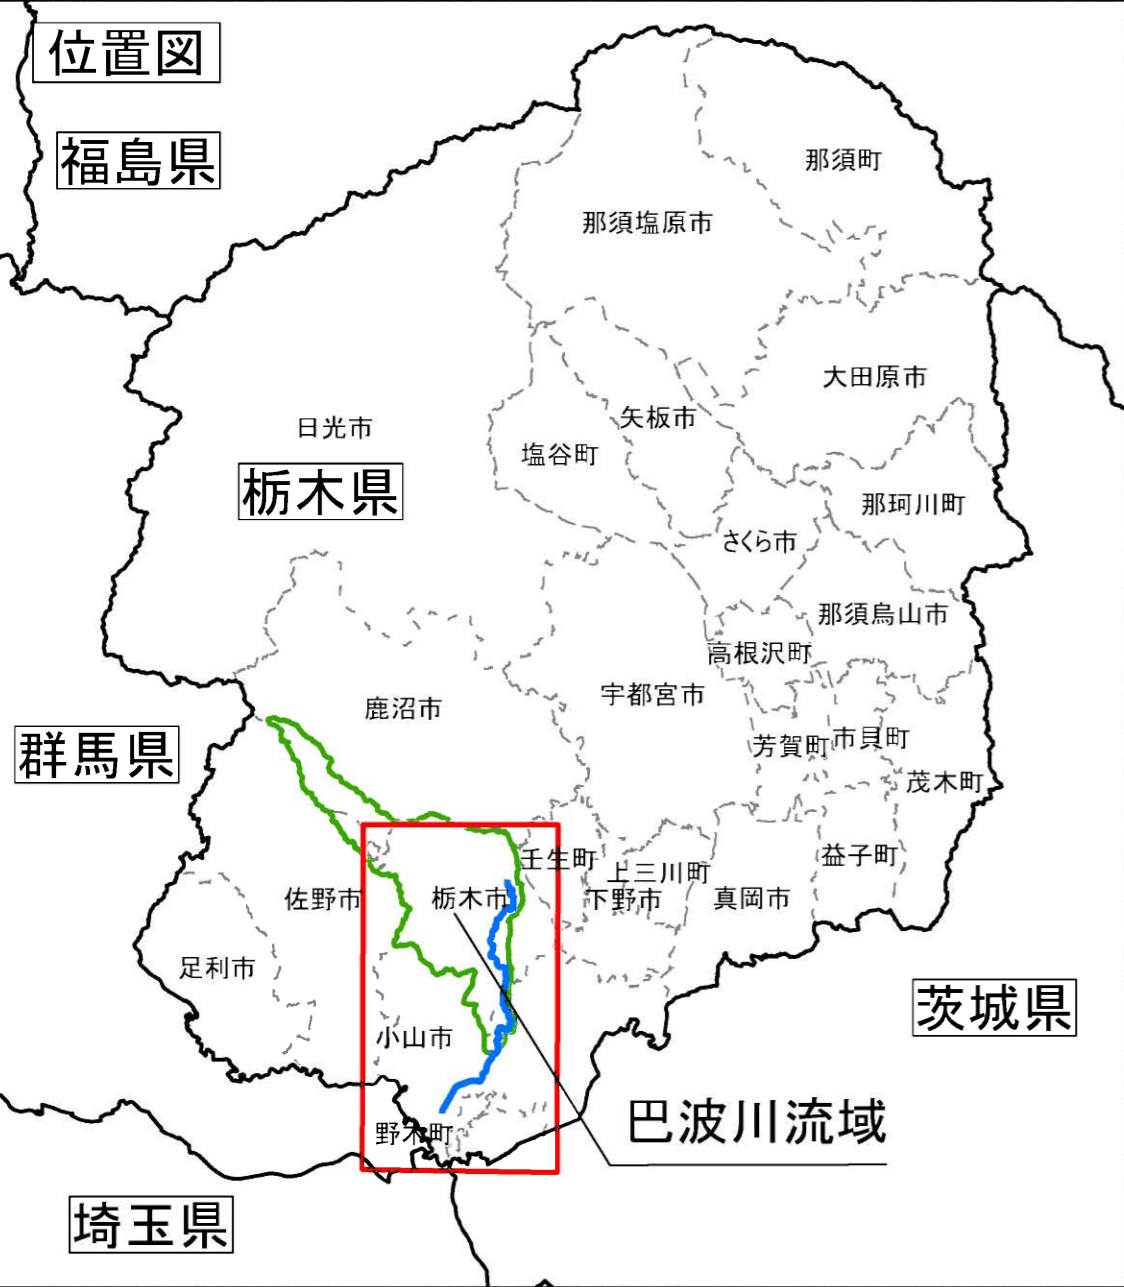 位置図
福島県
那須町
那須塩原市
大田原市
矢板市
日光市
塩谷町
栃木県
那珂川町
さくら市
那須烏山市
高根沢町
宇都宮市
鹿沼市
群馬県
芳賀町
市貝町
茂木町
壬生町
益子町
上三川町
佐野市
栃木市
下野市
真岡市
足利市
茨城県
小山市
巴波川流域
野木町
埼玉県